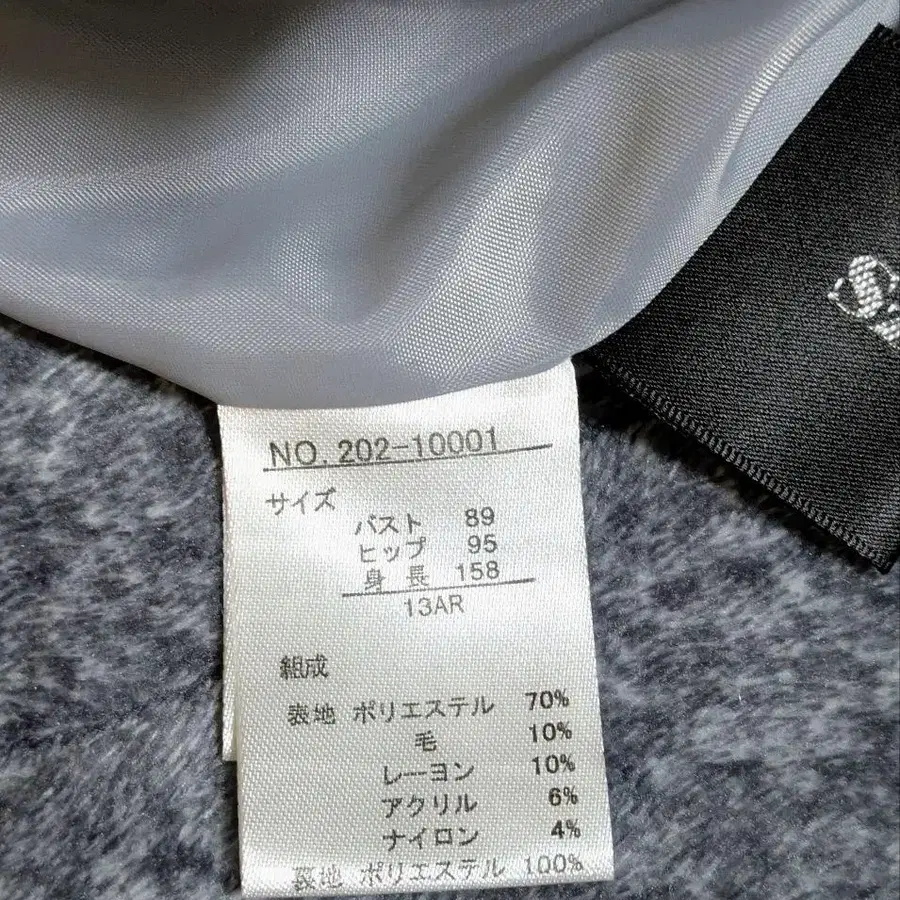 NO. 202-10001
サイズ
バスト 89
ヒップ 95
身長 158
13AR
組成
表地 ポリエステル 70%
毛 10%
レーヨン 10%
アクリル 6%
ナイロン 4%
裏地 ポリエステル 100%